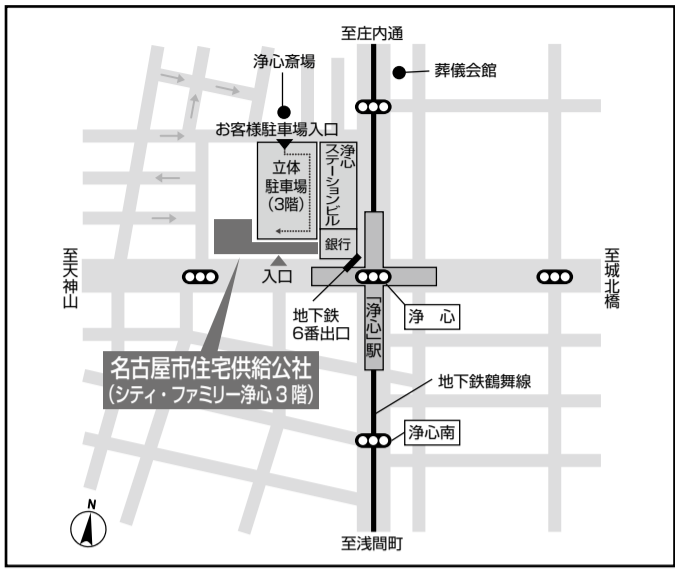 至庄内通
浄心斎場
葬儀会館
お客様駐車場入口
立体
駐車場
(3階)
浄心
ステーションビル
銀行
至天神山
至城北橋
入口
地下鉄
6番出口
「浄心」駅
浄 心
名古屋市住宅供給公社
(シティ・ファミリー浄心3階)
地下鉄鶴舞線
浄心南
N
至浅間町